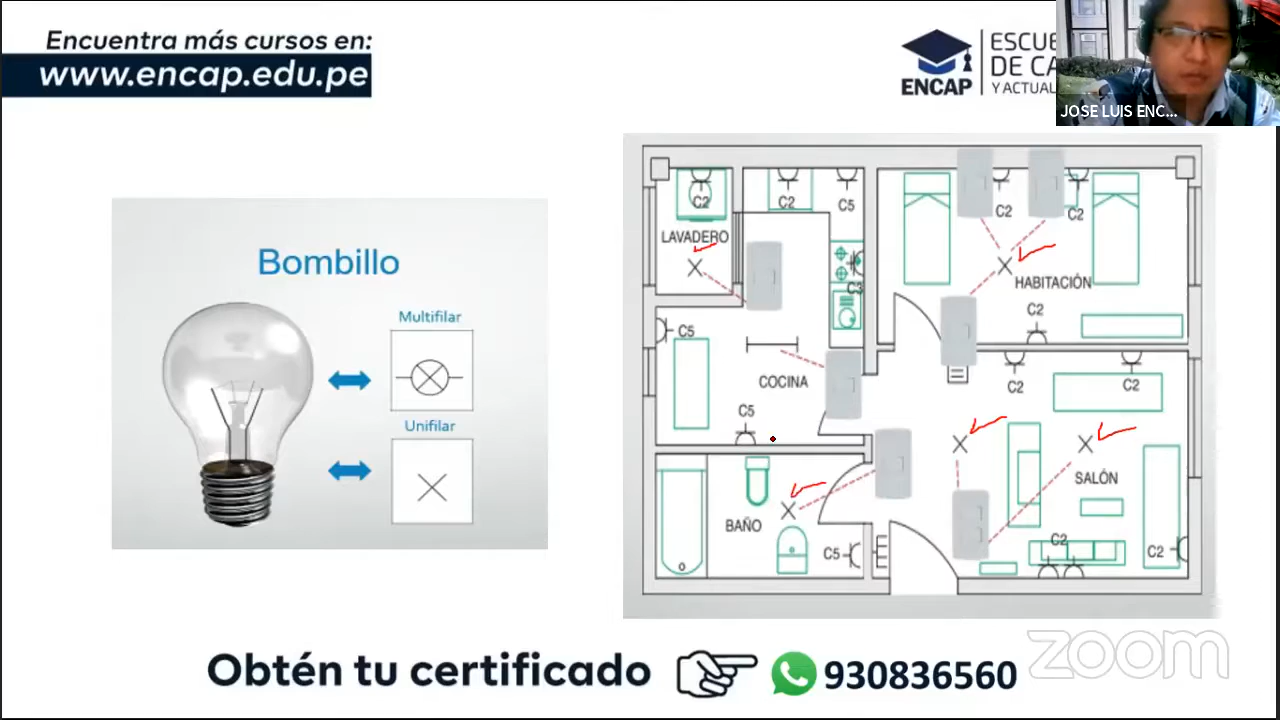 Encuentra más cursos en:
www.encap.edu.pe
ENCAP
ESCUE
DE CA
Y ACTUAL
JOSE LUIS ENC...
Bombillo
Multifilar
Unifilar
C2
C2
C5
C2
C2
LAVADERO
C3
HABITACIÓN
C5
C2
COCINA
C2
C2
C5
SALÓN
BAÑO
C5
C2
C2
Obtén tu certificado
930836560
zoom